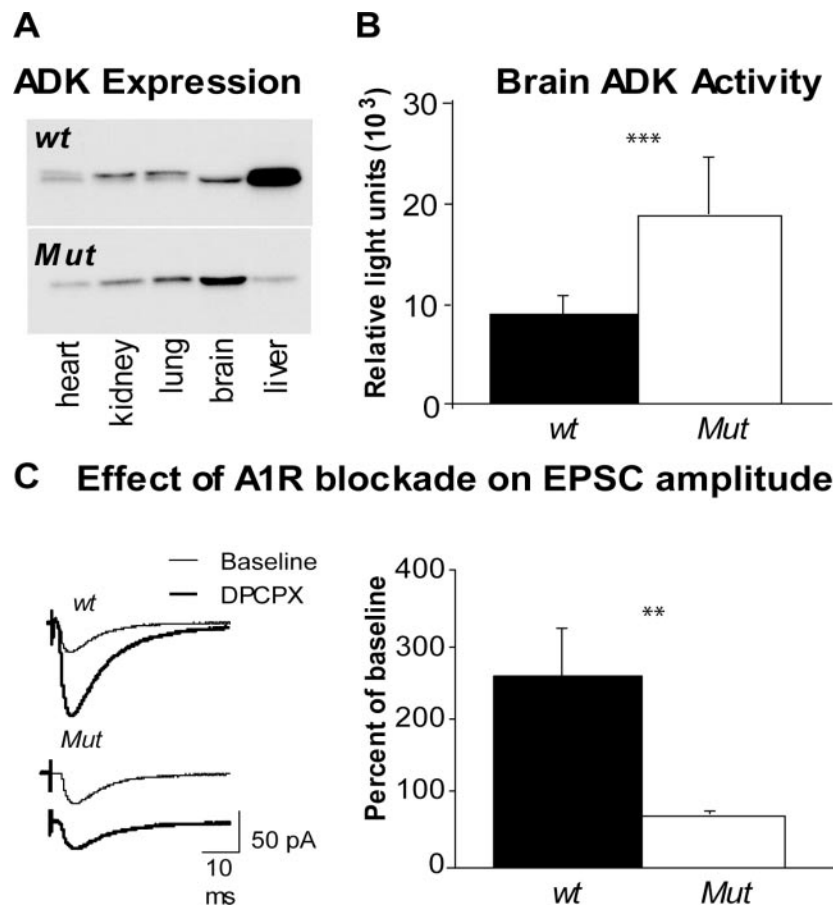 A
ADK Expression
wt
Mut
heart
kidney
lung
brain
liver
B
Brain ADK Activity
Relative light units (10³)
30
20
10
0
***
wt
Mut
C Effect of A1R blockade on EPSC amplitude
Baseline
DPCPX
wt
Mut
50 pA
10
ms
Percent of baseline
400
300
200
100
0
**
wt
Mut